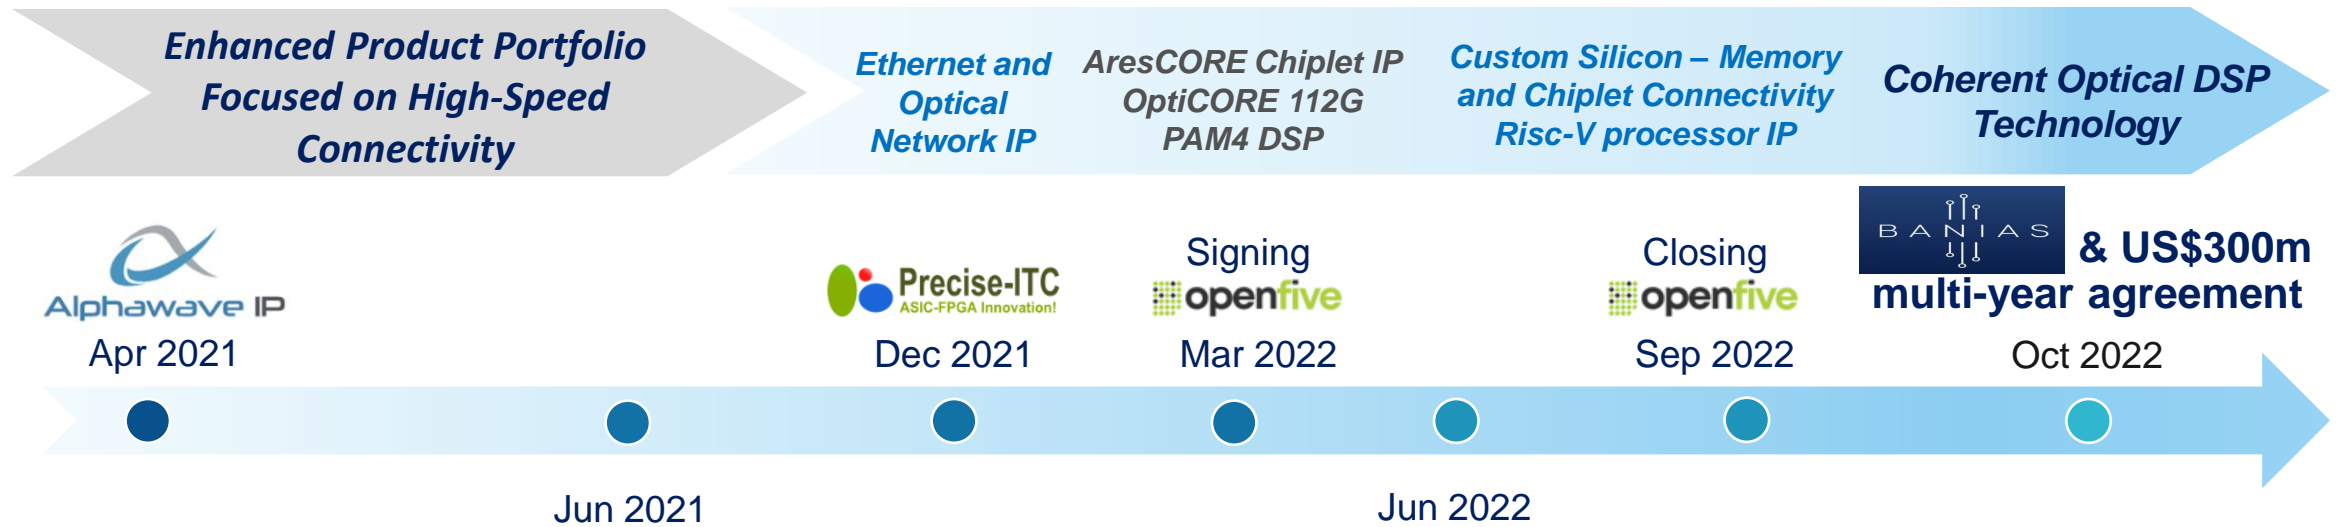 Enhanced Product Portfolio
Focused on High-Speed
Connectivity
Ethernet and
Optical
Network IP
AresCORE Chiplet IP
OptiCORE 112G
PAM4 DSP
Custom Silicon – Memory
and Chiplet Connectivity
Risc-V processor IP
Coherent Optical DSP
Technology
Alphawave IP
Apr 2021
Precise-ITC
ASIC-FPGA Innovation!
Dec 2021
Signing
openfive
Mar 2022
Closing
openfive
Sep 2022
BANIAS
& US$300m
multi-year agreement
Oct 2022
Jun 2021
Jun 2022